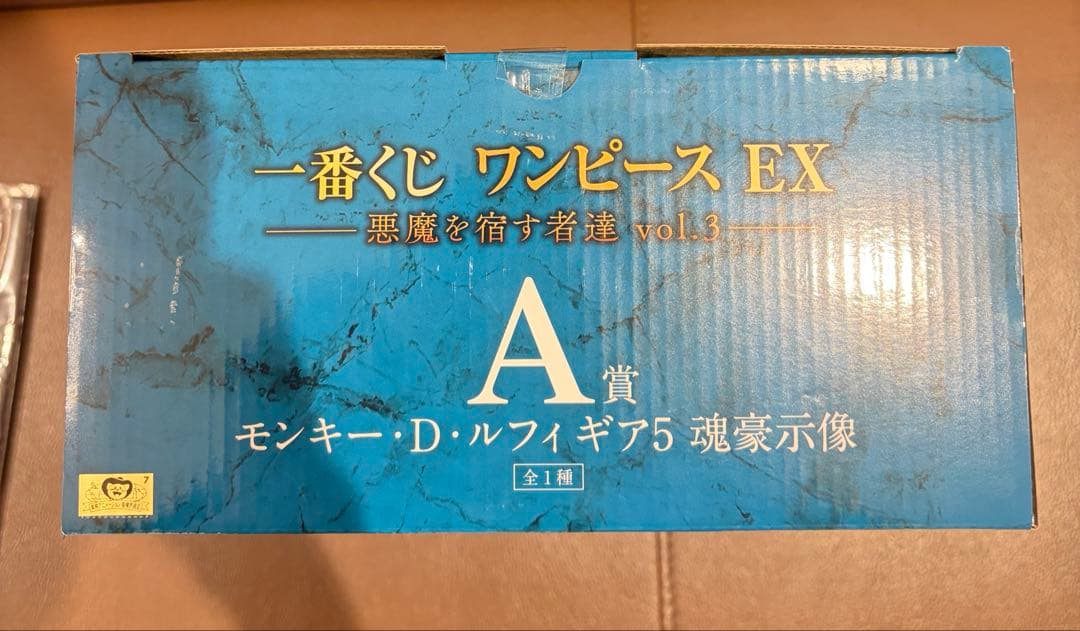 一番くじ ワンピース EX
悪魔を宿す者達 vol.3
A賞
モンキー・D・ルフィ ギア5 魂豪示像
全1種
7